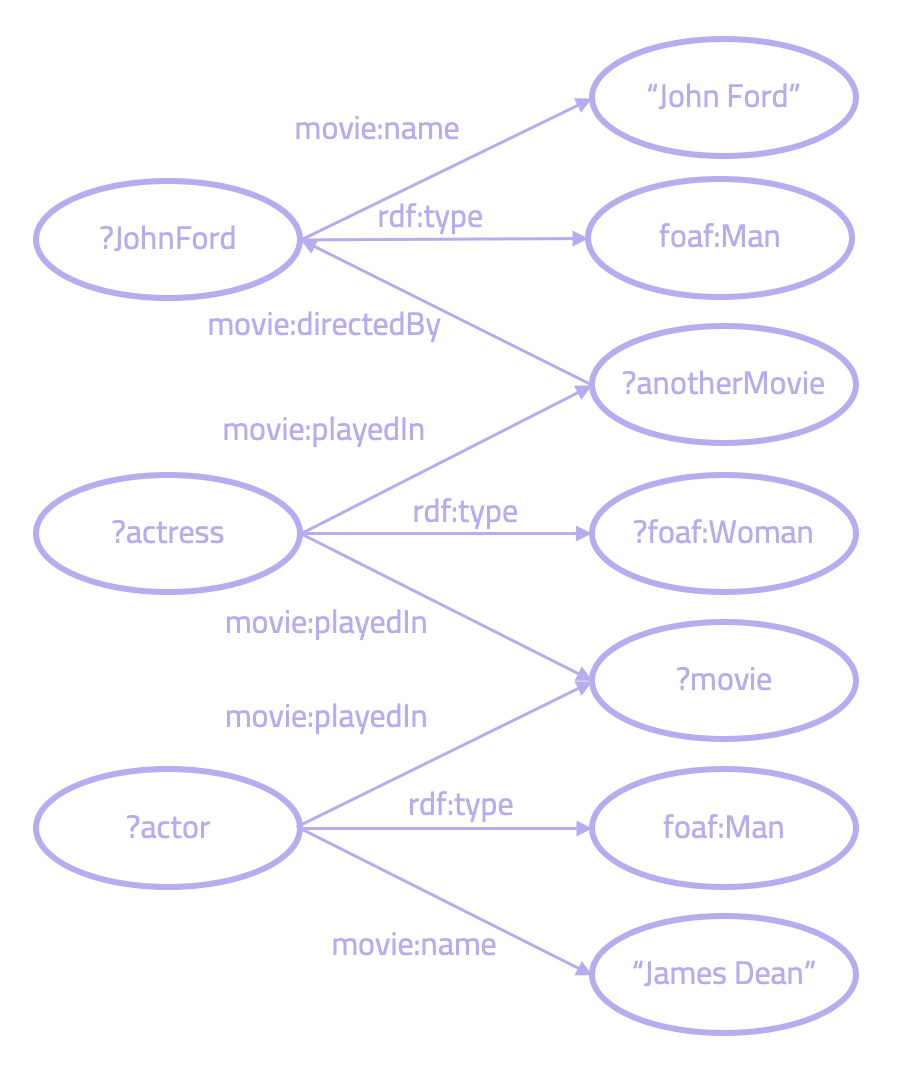 “John Ford”
movie:name
rdf:type
?JohnFord
foaf:Man
movie:directedBy
?anotherMovie
movie:playedIn
rdf:type
?actress
?foaf:Woman
movie:playedIn
?movie
movie:playedIn
rdf:type
?actor
foaf:Man
movie:name
“James Dean”